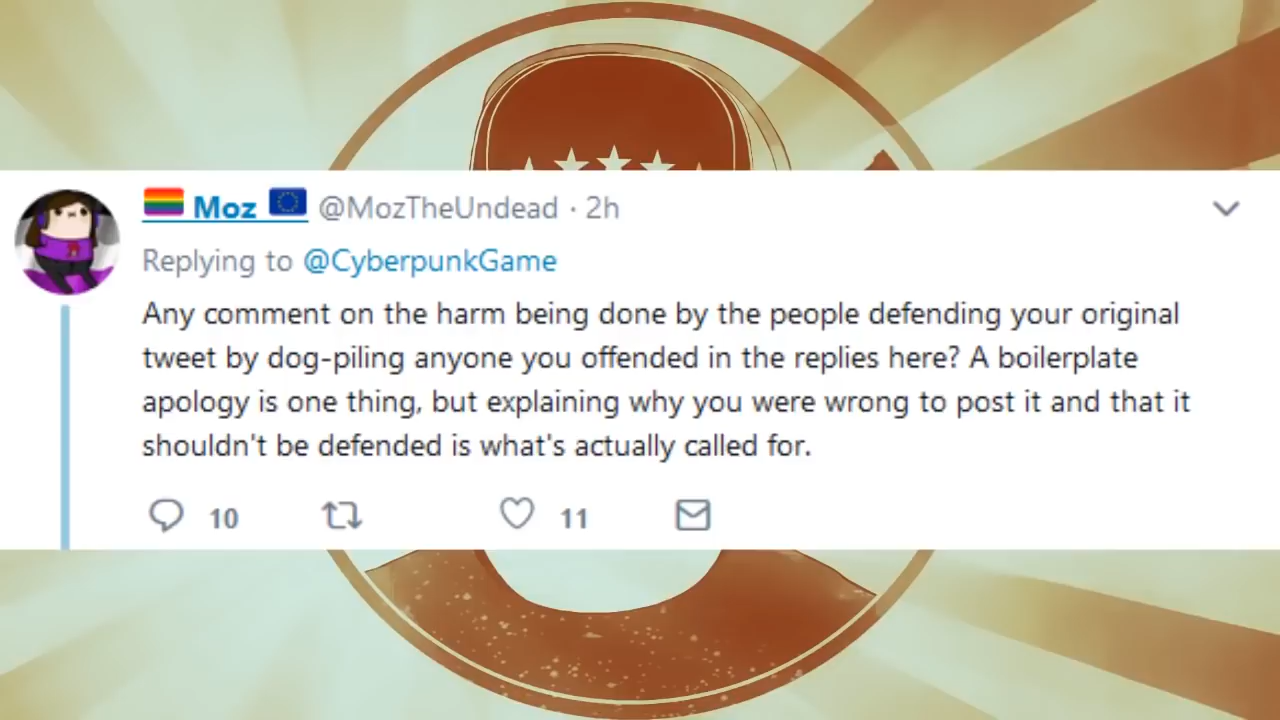 Moz @MozTheUndead · 2h
Replying to @CyberpunkGame
Any comment on the harm being done by the people defending your original
tweet by dog-piling anyone you offended in the replies here? A boilerplate
apology is one thing, but explaining why you were wrong to post it and that it
shouldn't be defended is what's actually called for.
10 11